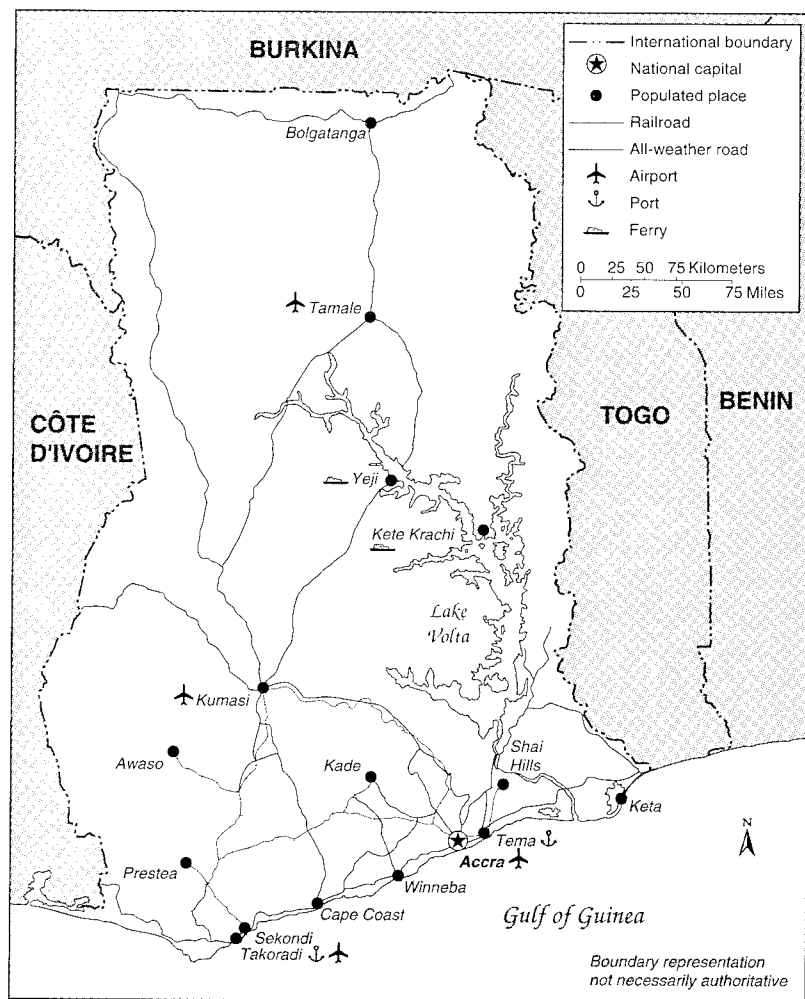 BURKINA
International boundary
National capital
Populated place
Railroad
All-weather road
Airport
Port
Ferry
0 25 50 75 Kilometers
0 25 50 75 Miles
Bolgatanga
Tamale
CÔTE
D'IVOIRE
TOGO
BENIN
Yeji
Kete Krachi
Lake
Volta
Kumasi
Awaso
Kade
Shai
Hills
Keta
Tema
Accra
Prestea
Winneba
Cape Coast
Sekondi
Takoradi
N
Gulf of Guinea
Boundary representation
not necessarily authoritative